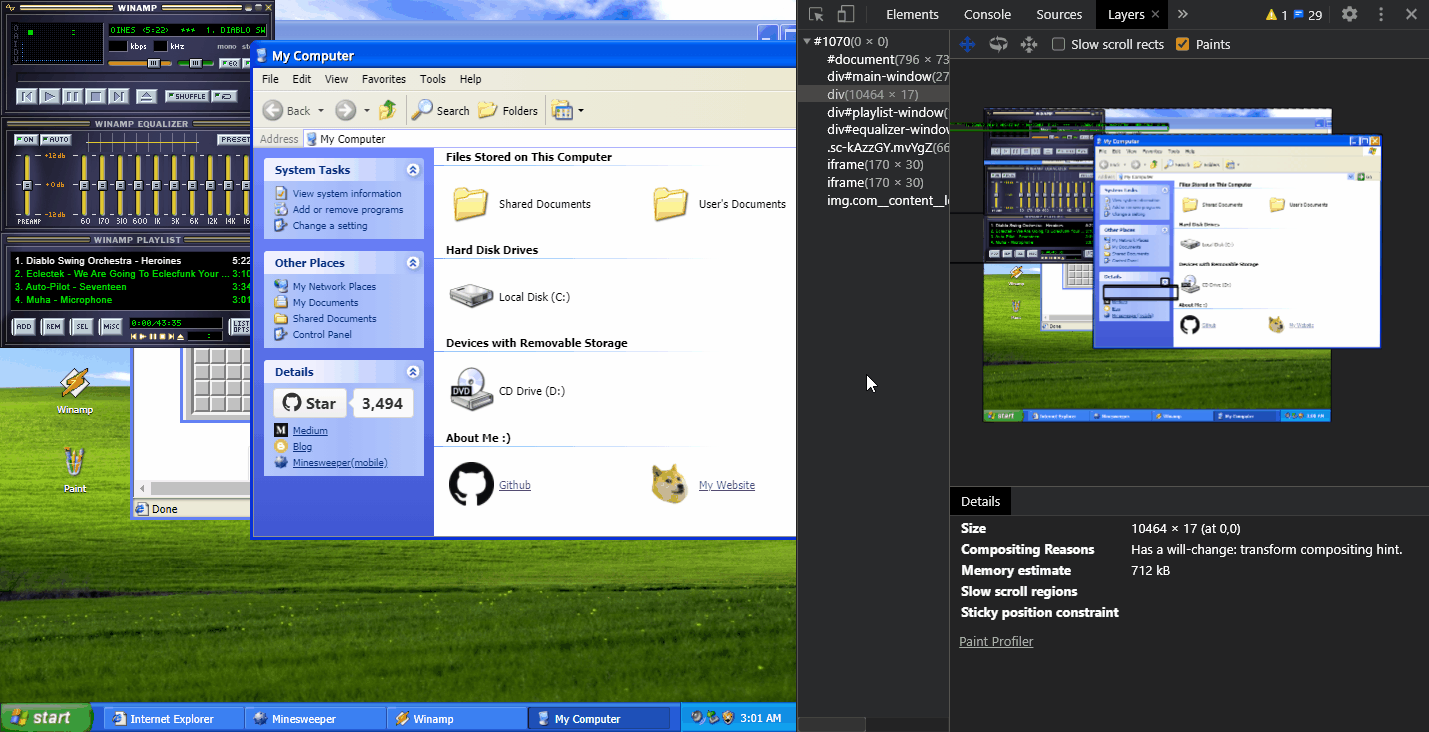 WINAMP
OINES (5:22) *** 1. DIABLO SW
kbps kHz mono
EQ
SHUFFLE
WINAMP EQUALIZER
ON AUTO PRESET
+12db
+0db
-12db
PREAMP 60 170 310 600 1K 3K 6K 12K 14K 16K
WINAMP PLAYLIST
1. Diablo Swing Orchestra - Heroines 5:22
2. Eclectek - We Are Going To Eclecfunk Your ... 3:10
3. Auto-Pilot - Seventeen 3:34
4. Muha - Microphone 3:01
ADD REM SEL MISC 0:00/43:35 LIST OPTS
My Computer
File Edit View Favorites Tools Help
Back Search Folders
Address My Computer
System Tasks
View system information
Add or remove programs
Change a setting
Other Places
My Network Places
My Documents
Shared Documents
Control Panel
Details
Star 3,494
Medium
Blog
Minesweeper(mobile)
Files Stored on This Computer
Shared Documents User's Documents
Hard Disk Drives
Local Disk (C:)
Devices with Removable Storage
DVD
CD Drive (D:)
About Me :)
Github My Website
Winamp
Paint
Done
start Internet Explorer Minesweeper Winamp My Computer 3:01 AM
Elements Console Sources Layers 1 29
#1070(0 × 0)
#document(796 × 73
div#main-window(27
div(10464 × 17)
div#playlist-window(
div#equalizer-window
.sc-kAzzGY.mvYgZ(66
iframe(170 × 30)
iframe(170 × 30)
img.com__content__l
Slow scroll rects Paints
Details
Size 10464 × 17 (at 0,0)
Compositing Reasons Has a will-change: transform compositing hint.
Memory estimate 712 kB
Slow scroll regions
Sticky position constraint
Paint Profiler